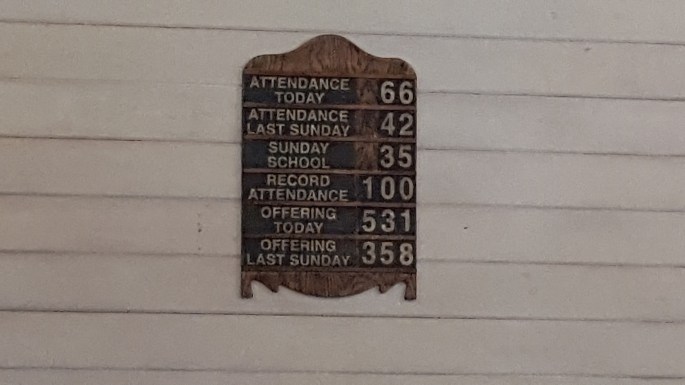 ATTENDANCE TODAY 66
ATTENDANCE LAST SUNDAY 42
SUNDAY SCHOOL 35
RECORD ATTENDANCE 100
OFFERING TODAY 531
OFFERING LAST SUNDAY 358